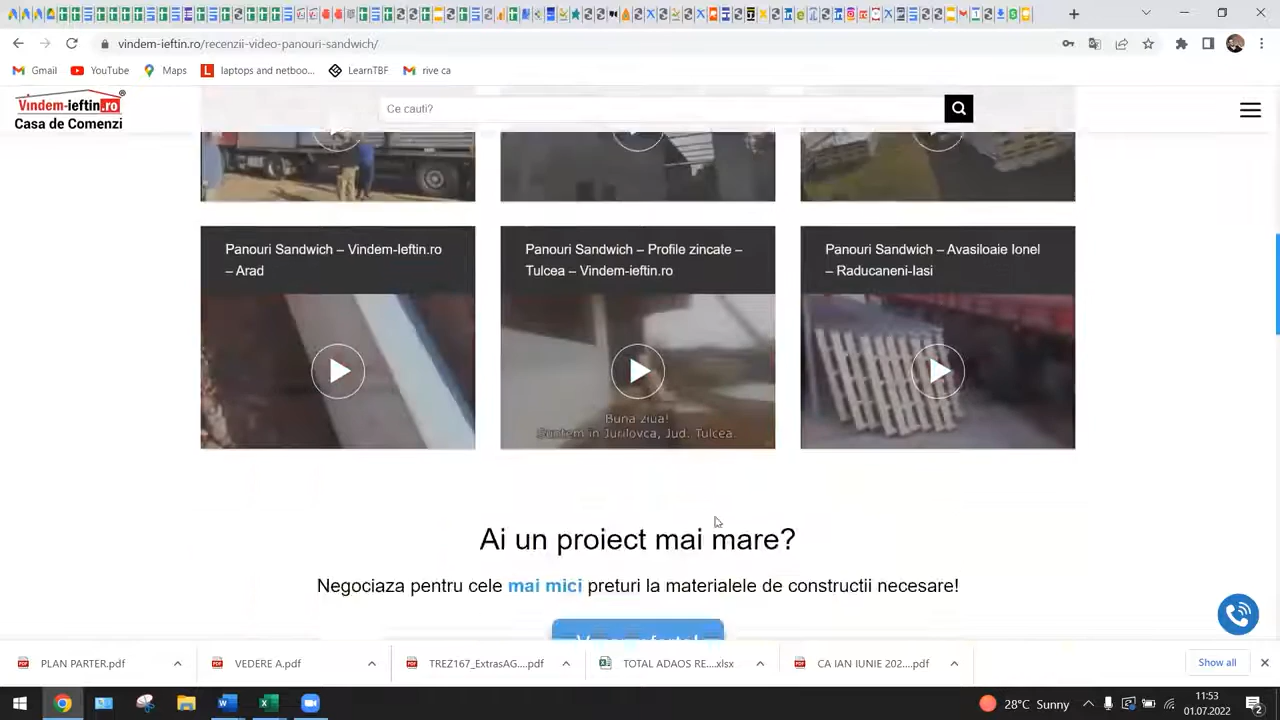 vindem-ieftin.ro/recenzii-video-panouri-sandwich/
Gmail
YouTube
Maps
laptops and netboo...
LearnTBF
rive ca
Vindem-ieftin.ro
Casa de Comenzi
Ce cauti?
Panouri Sandwich – Vindem-Ieftin.ro
– Arad
Panouri Sandwich – Profile zincate –
Tulcea – Vindem-ieftin.ro
Panouri Sandwich – Avasiloaie Ionel
– Raducaneni-Iasi
Buna ziua!
Suntem in Jurilovca, Jud. Tulcea.
Ai un proiect mai mare?
Negociaza pentru cele mai mici preturi la materialele de constructii necesare!
PLAN PARTER.pdf
VEDERE A.pdf
TREZ167_ExtrasAG....pdf
TOTAL ADAOS RE....xlsx
CA IAN IUNIE 202....pdf
Show all
28°C Sunny
11:53
01.07.2022
2